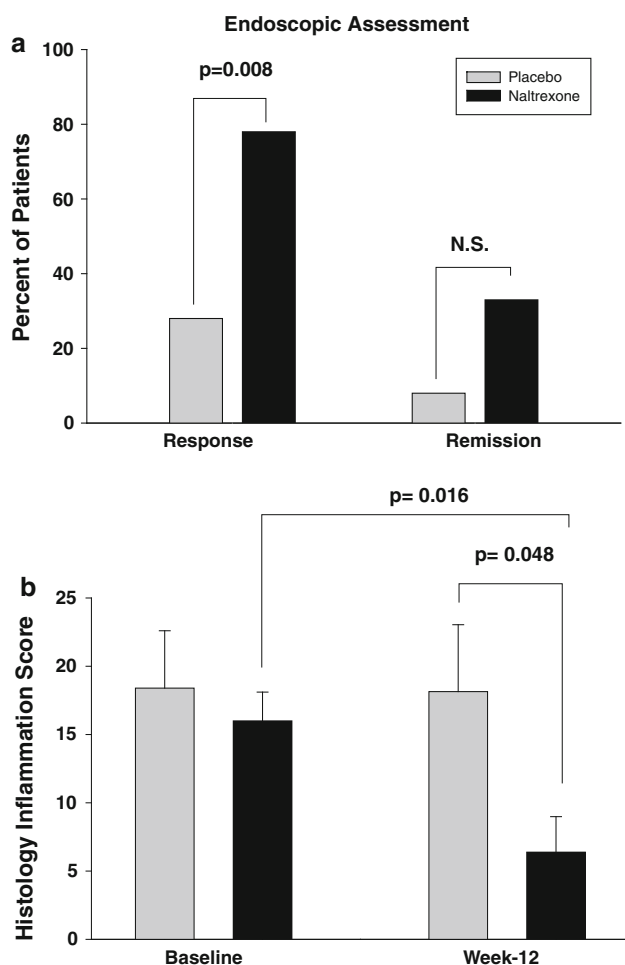 a
Endoscopic Assessment
100
80
60
40
20
0
Percent of Patients
p=0.008
N.S.
Placebo
Naltrexone
Response Remission
b
p= 0.016
p= 0.048
25
20
15
10
5
0
Histology Inflammation Score
Baseline Week-12